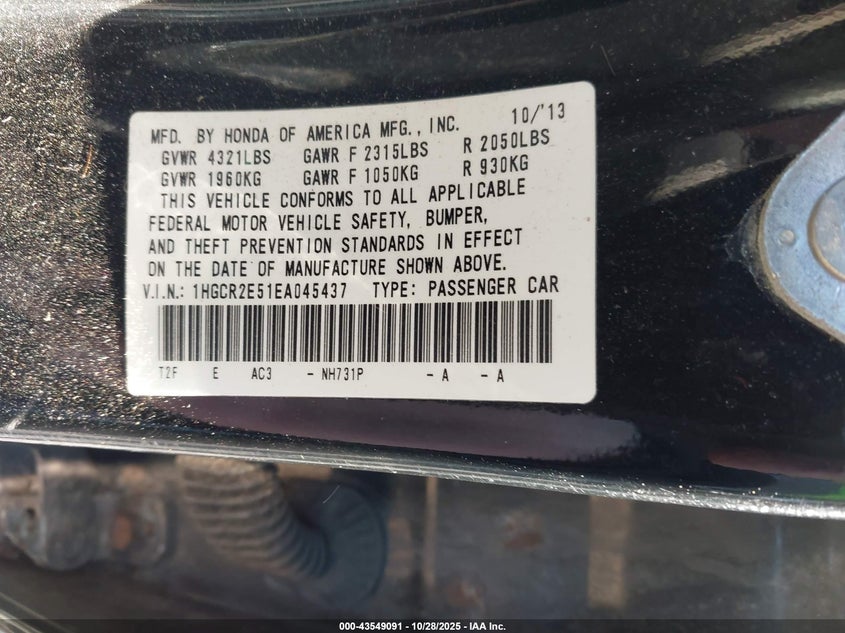 10/'13
MFD. BY HONDA OF AMERICA MFG., INC.
GVWR 4321LBS GAWR F 2315LBS R 2050LBS
GVWR 1960KG GAWR F 1050KG R 930KG
THIS VEHICLE CONFORMS TO ALL APPLICABLE
FEDERAL MOTOR VEHICLE SAFETY, BUMPER,
AND THEFT PREVENTION STANDARDS IN EFFECT
ON THE DATE OF MANUFACTURE SHOWN ABOVE.
V.I.N.: 1HGCR2E51EA045437 TYPE: PASSENGER CAR
T2F E AC3 - NH731P - A - A
000-43549091 | 10/28/2025 | IAA Inc.